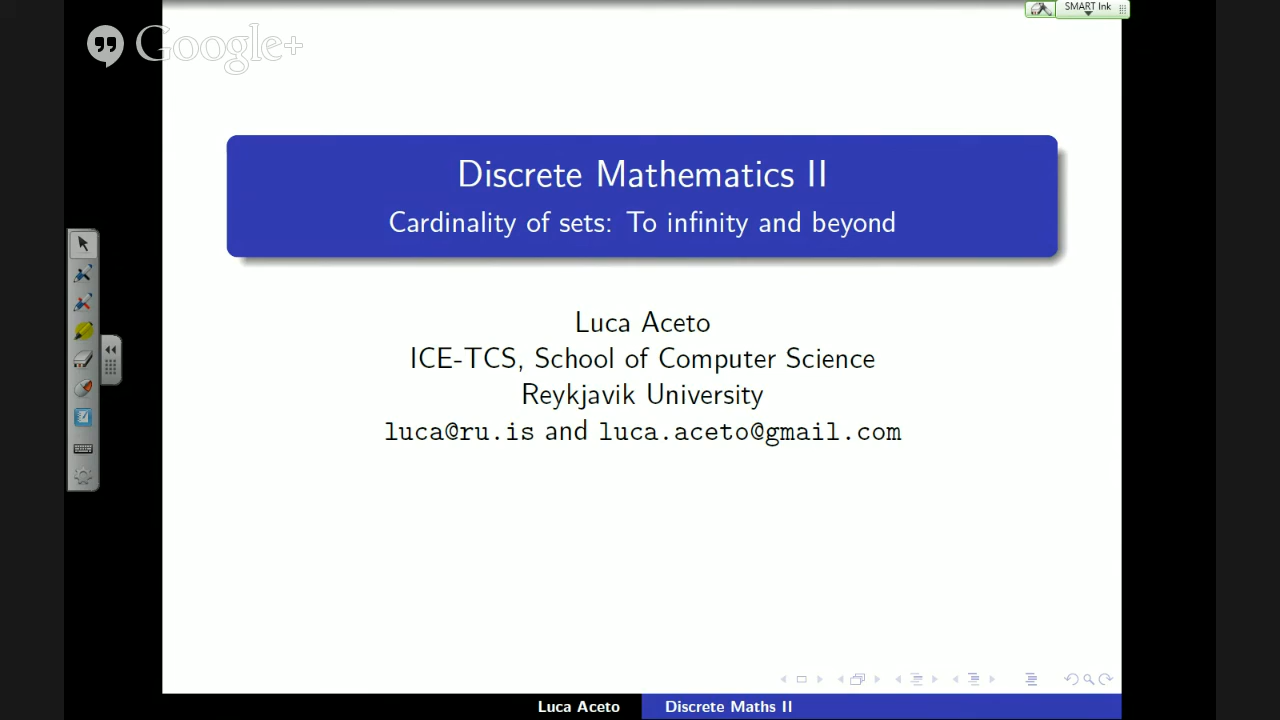 SMART Ink
Google+
Discrete Mathematics II
Cardinality of sets: To infinity and beyond
Luca Aceto
ICE-TCS, School of Computer Science
Reykjavik University
luca@ru.is and luca.aceto@gmail.com
Luca Aceto
Discrete Maths II